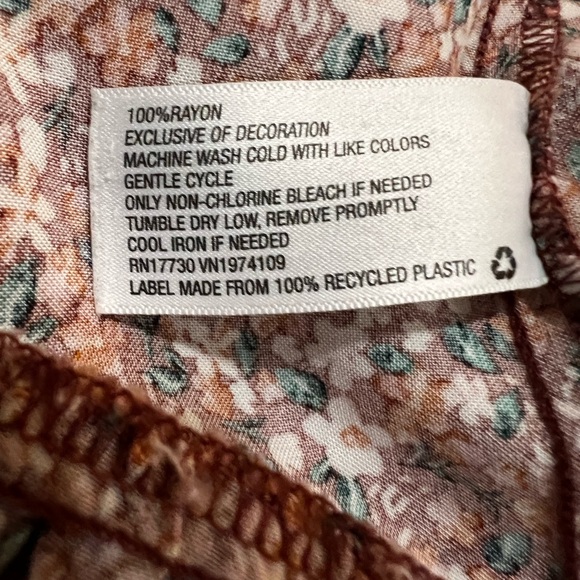 100%RAYON
EXCLUSIVE OF DECORATION
MACHINE WASH COLD WITH LIKE COLORS
GENTLE CYCLE
ONLY NON-CHLORINE BLEACH IF NEEDED
TUMBLE DRY LOW, REMOVE PROMPTLY
COOL IRON IF NEEDED
RN17730 VN1974109
LABEL MADE FROM 100% RECYCLED PLASTIC